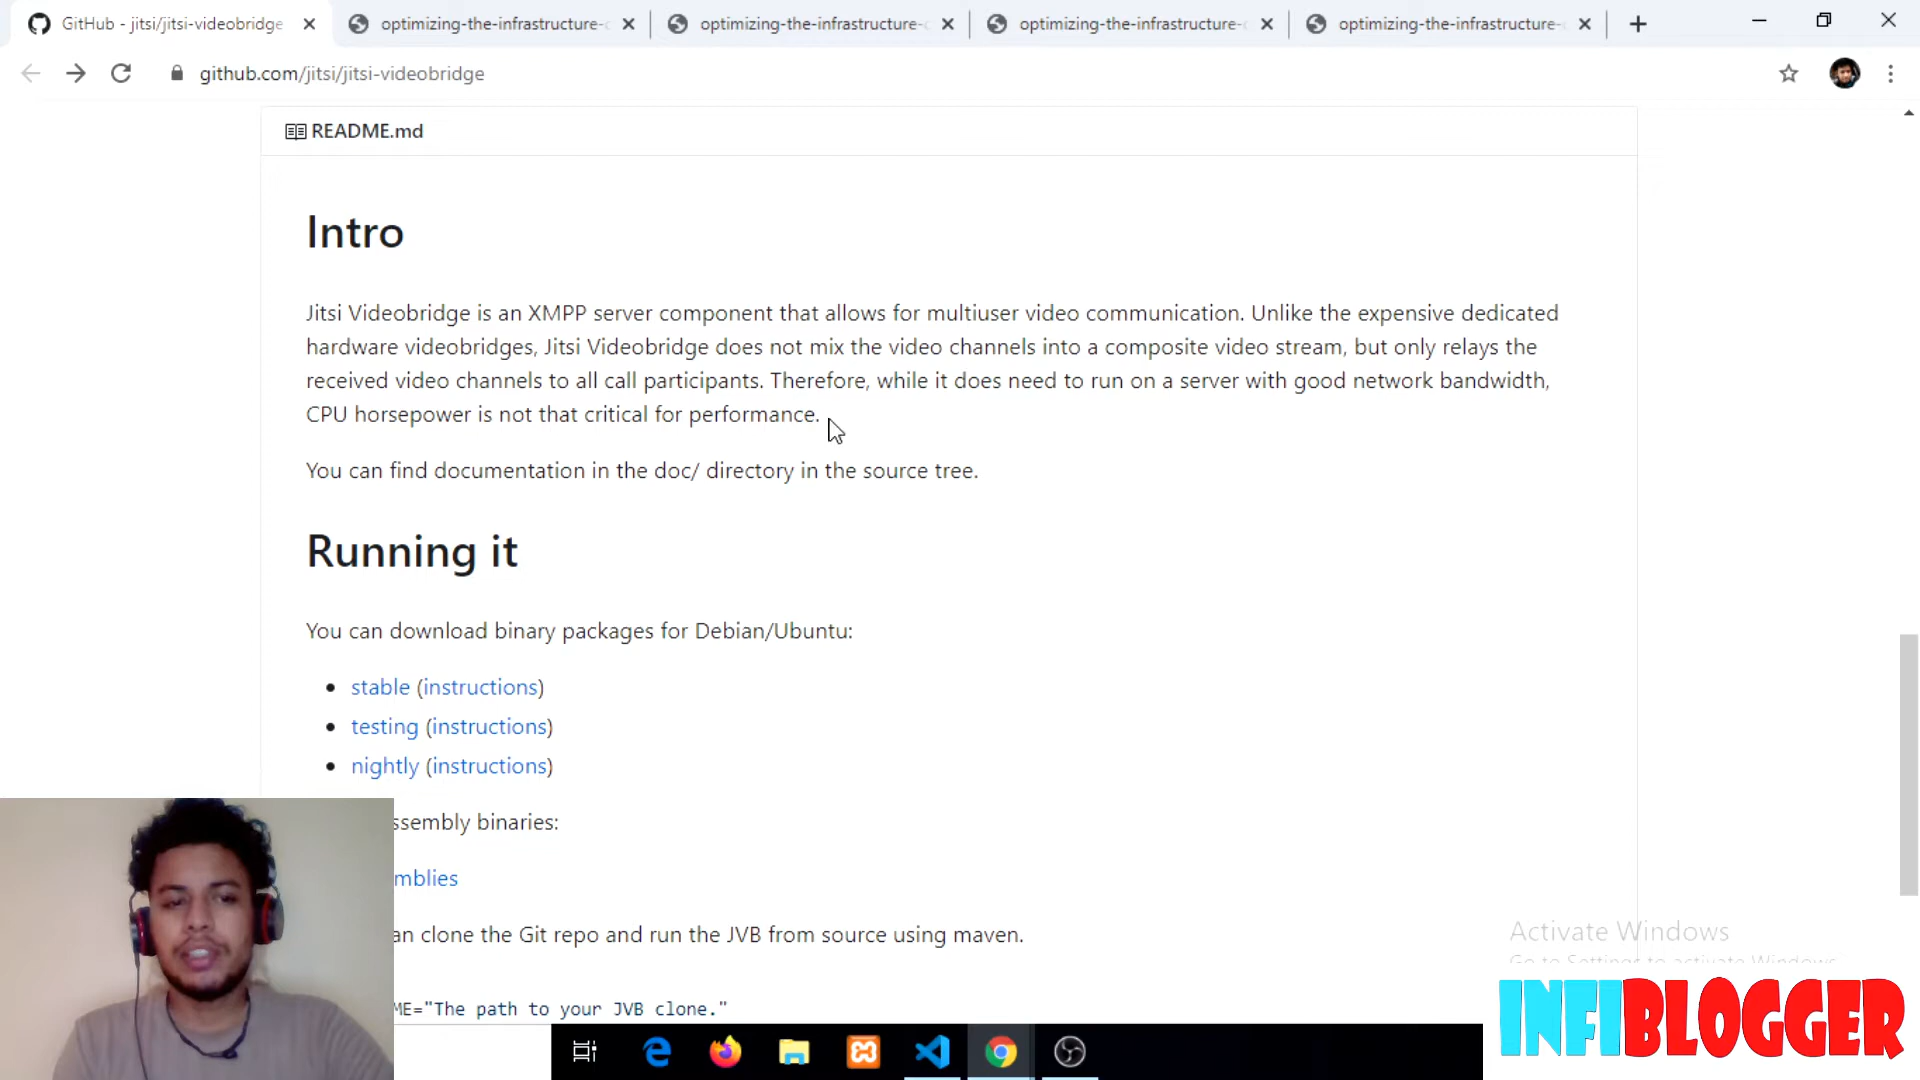 GitHub - jitsi/jitsi-videobridge
optimizing-the-infrastructure-
optimizing-the-infrastructure-
optimizing-the-infrastructure-
optimizing-the-infrastructure-
github.com/jitsi/jitsi-videobridge
README.md
Intro
Jitsi Videobridge is an XMPP server component that allows for multiuser video communication. Unlike the expensive dedicated
hardware videobridges, Jitsi Videobridge does not mix the video channels into a composite video stream, but only relays the
received video channels to all call participants. Therefore, while it does need to run on a server with good network bandwidth,
CPU horsepower is not that critical for performance.
You can find documentation in the doc/ directory in the source tree.
Running it
You can download binary packages for Debian/Ubuntu:
stable (instructions)
testing (instructions)
nightly (instructions)
ssembly binaries:
mblies
an clone the Git repo and run the JVB from source using maven.
ME="The path to your JVB clone."
Activate Windows
Go to Settings to activate Windows.
INFIBLOGGER